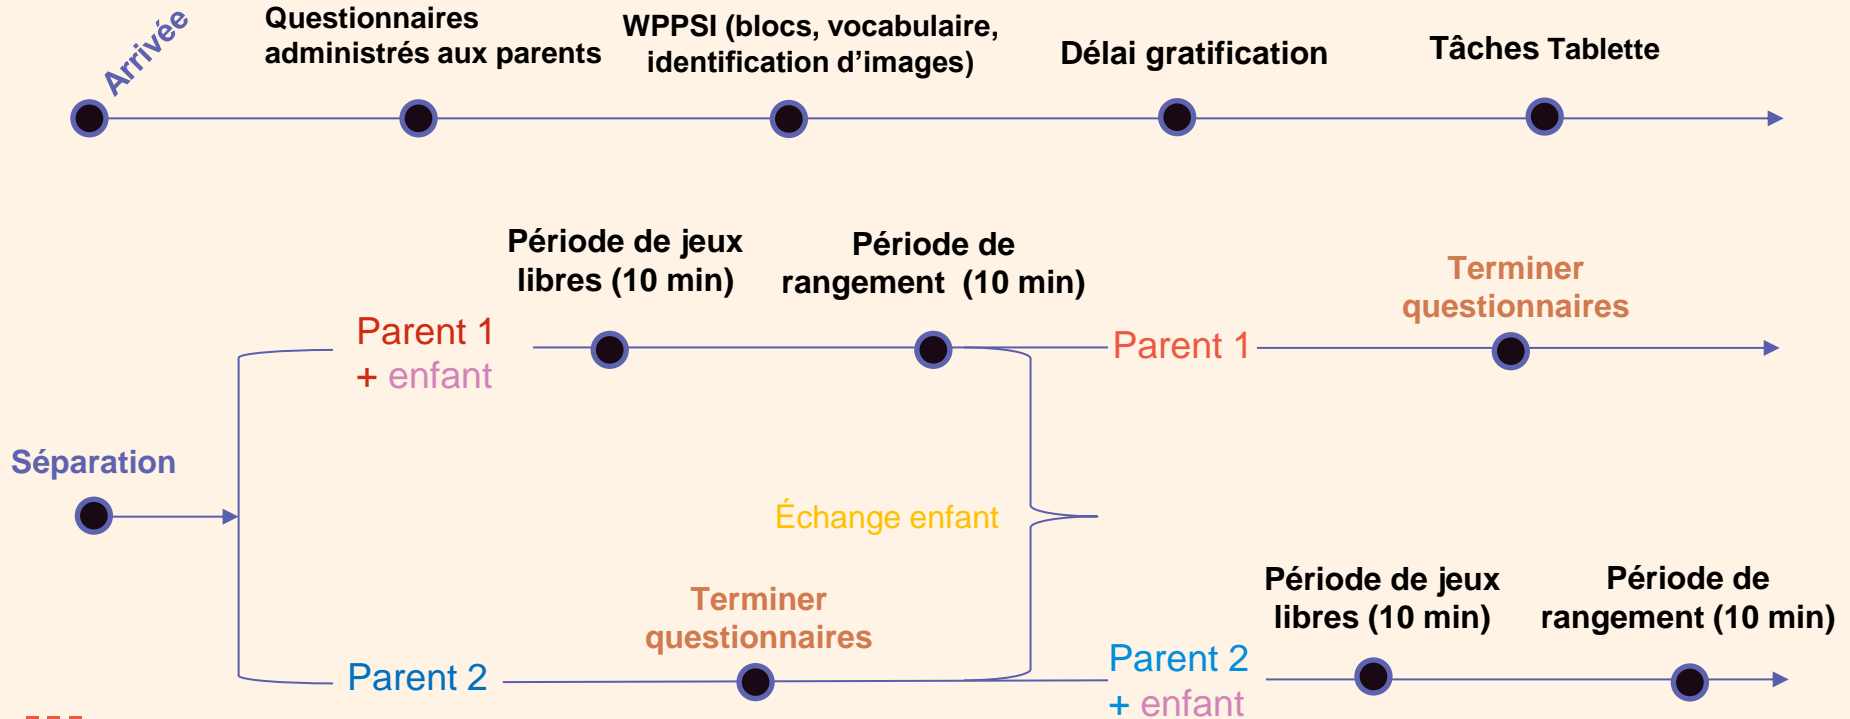 Arrivée
Questionnaires
administrés aux parents
WPPSI (blocs, vocabulaire,
identification d’images)
Délai gratification
Tâches Tablette
Période de jeux
libres (10 min)
Période de
rangement (10 min)
Terminer
questionnaires
Parent 1
+ enfant
Parent 1
Séparation
Échange enfant
Terminer
questionnaires
Période de jeux
libres (10 min)
Période de
rangement (10 min)
Parent 2
Parent 2
+ enfant